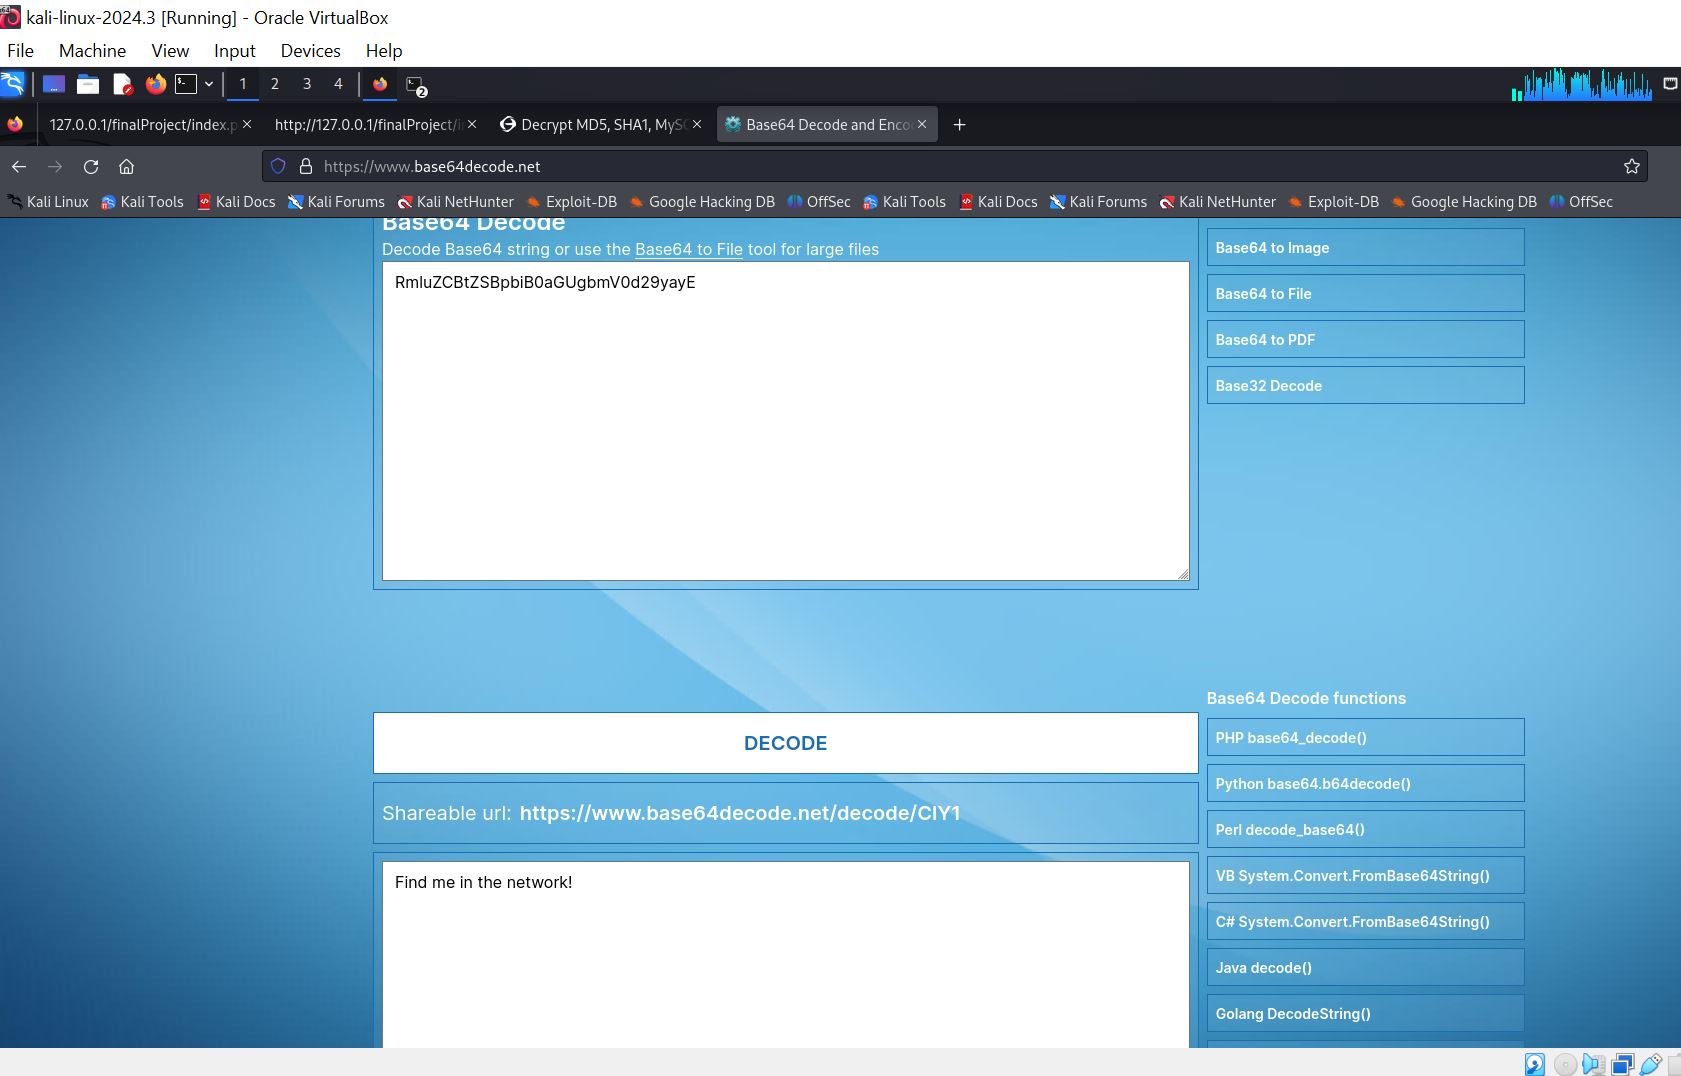 kali-linux-2024.3 [Running] - Oracle VirtualBox
File Machine View Input Devices Help
1 2 3 4 2
127.0.0.1/finalProject/index.p × http://127.0.0.1/finalProject/i × Decrypt MD5, SHA1, MyS × Base64 Decode and Enco × +
https://www.base64decode.net
Kali Linux Kali Tools Kali Docs Kali Forums Kali NetHunter Exploit-DB Google Hacking DB OffSec Kali Tools Kali Docs Kali Forums Kali NetHunter Exploit-DB Google Hacking DB OffSec
Base64 Decode
Decode Base64 string or use the Base64 to File tool for large files
RmluZCBtZSBpbiB0aGUgbmV0d29yayE
Base64 to Image
Base64 to File
Base64 to PDF
Base32 Decode
DECODE
Shareable url: https://www.base64decode.net/decode/CIY1
Find me in the network!
Base64 Decode functions
PHP base64_decode()
Python base64.b64decode()
Perl decode_base64()
VB System.Convert.FromBase64String()
C# System.Convert.FromBase64String()
Java decode()
Golang DecodeString()